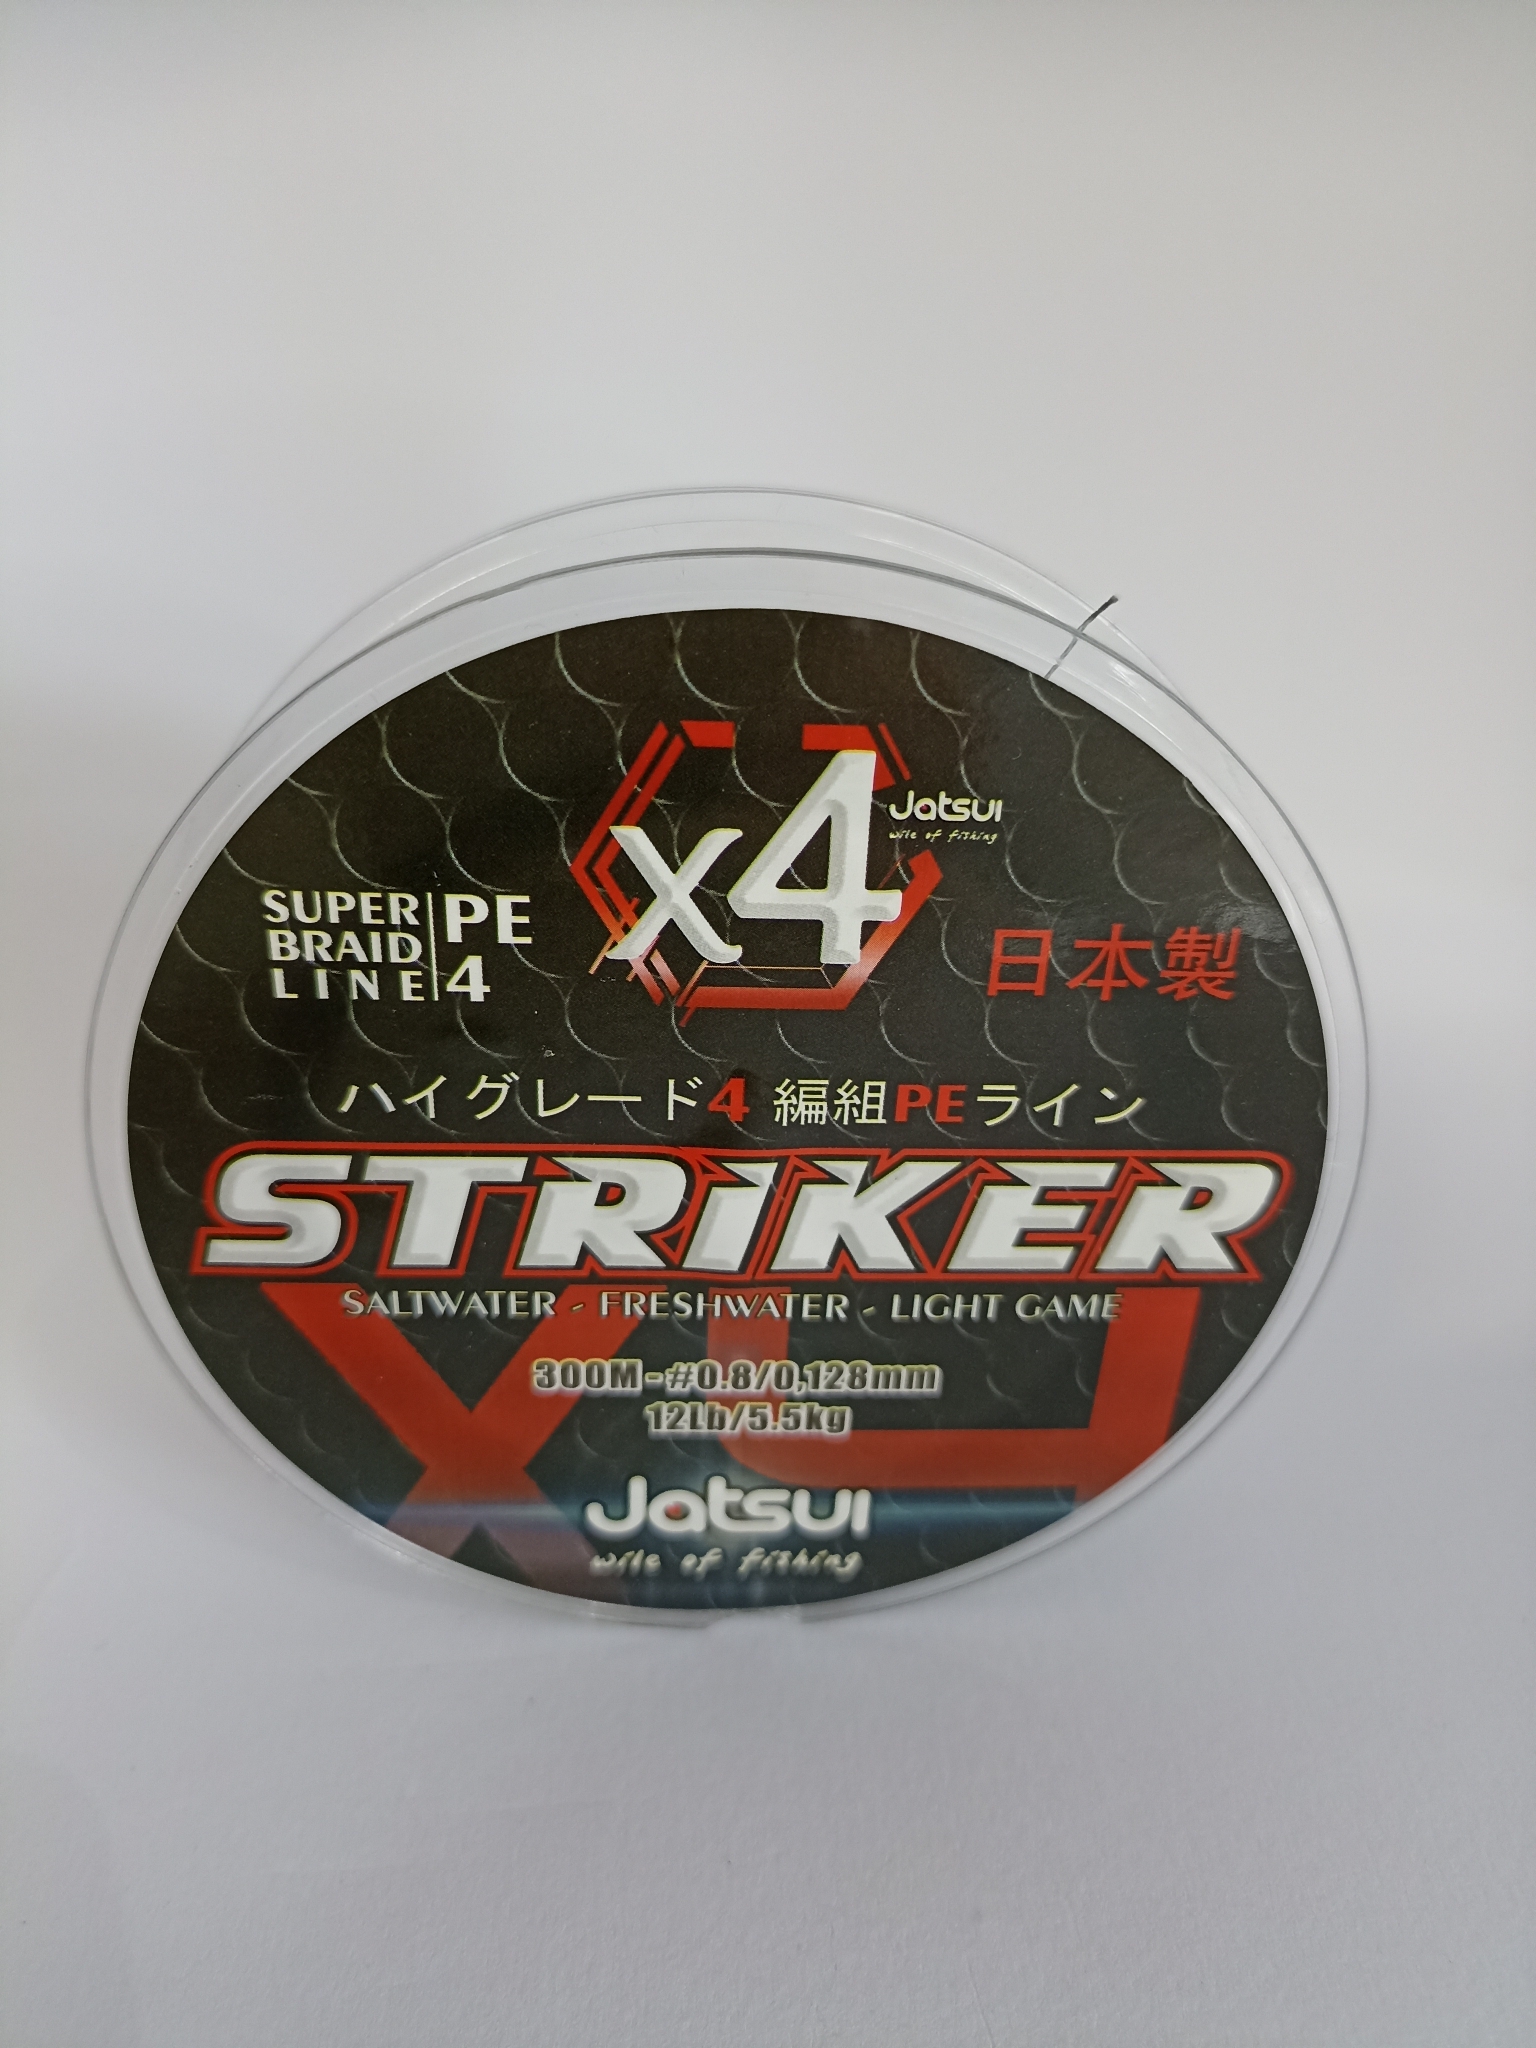 x4
Jatsui
wile of fishing
SUPER
BRAID
LINE
PE
4
日本製
ハイグレード4 編組PEライン
STRIKER
SALTWATER - FRESHWATER - LIGHT GAME
X4
300M-#0.8/0,128mm
12Lb/5.5kg
Jatsui
wile of fishing